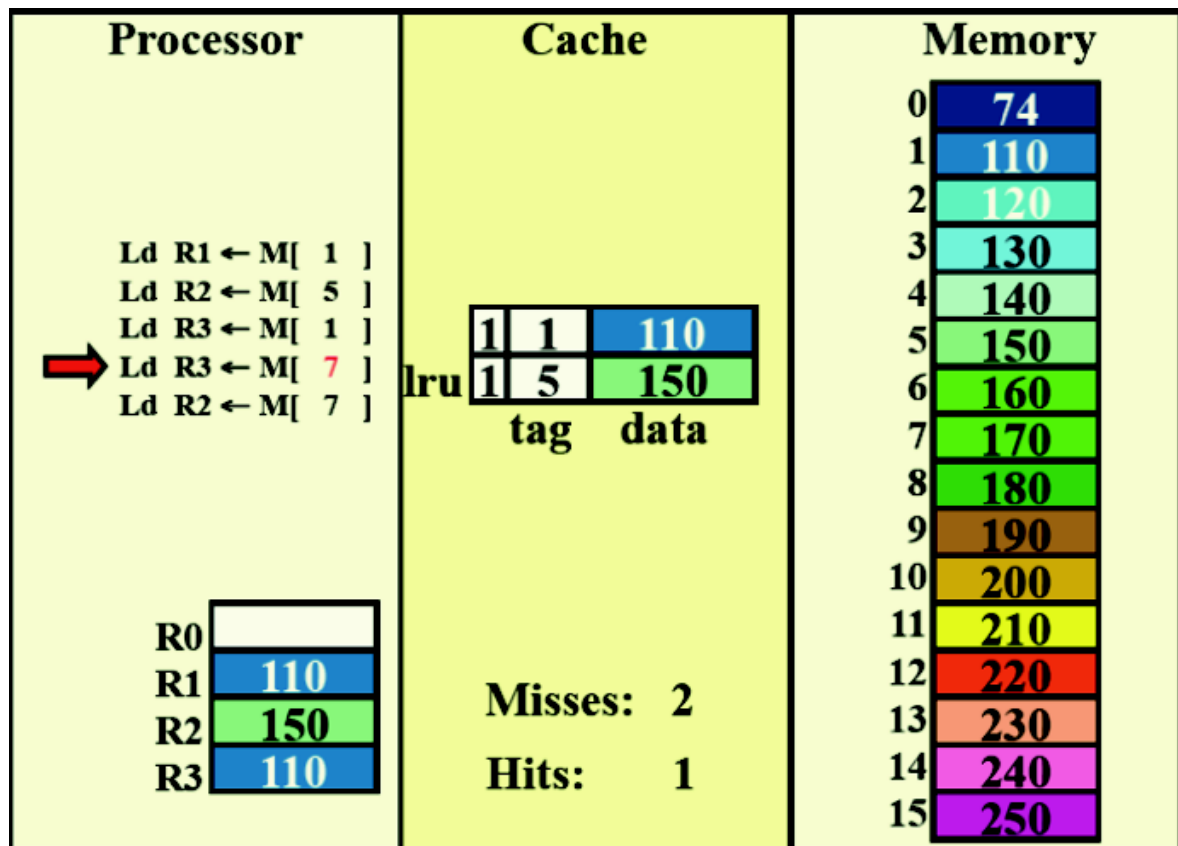 Processor
Ld R1 ← M[ 1 ]
Ld R2 ← M[ 5 ]
Ld R3 ← M[ 1 ]
Ld R3 ← M[ 7 ]
Ld R2 ← M[ 7 ]
R0
R1 110
R2 150
R3 110
Cache
1 1 110
lru 1 5 150
tag data
Misses: 2
Hits: 1
Memory
0 74
1 110
2 120
3 130
4 140
5 150
6 160
7 170
8 180
9 190
10 200
11 210
12 220
13 230
14 240
15 250